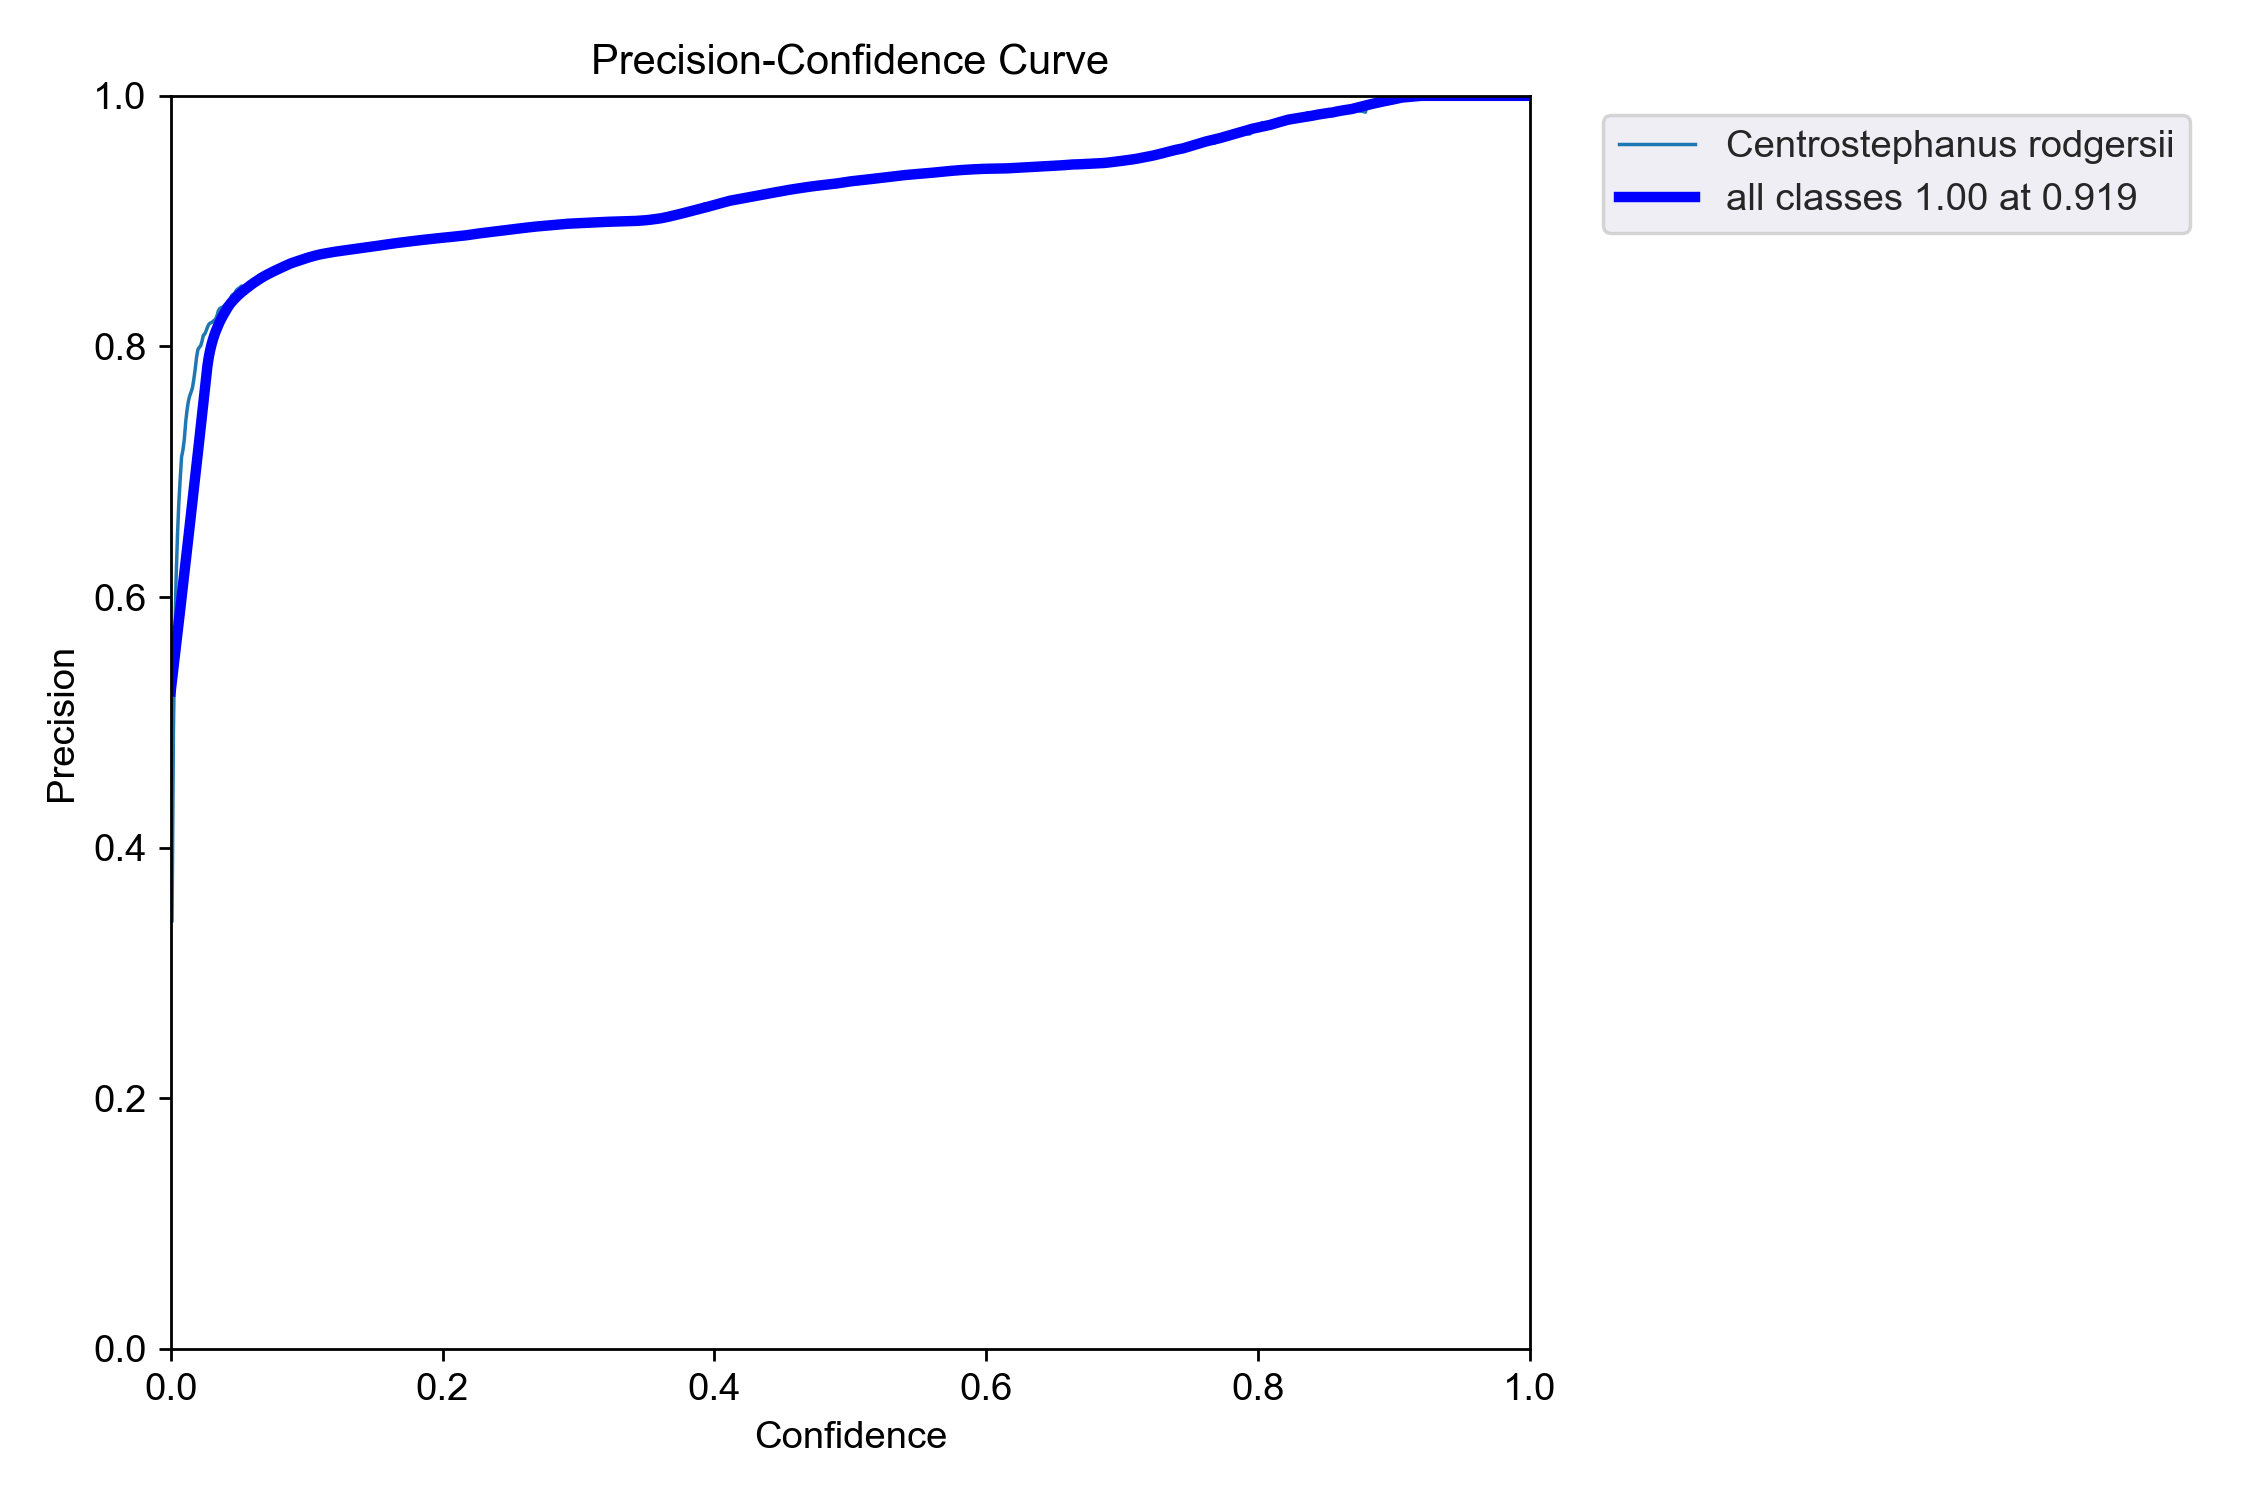 Precision-Confidence Curve
1.0
0.8
0.6
0.4
0.2
0.0
Precision
0.0 0.2 0.4 0.6 0.8 1.0
Confidence
Centrostephanus rodgersii
all classes 1.00 at 0.919